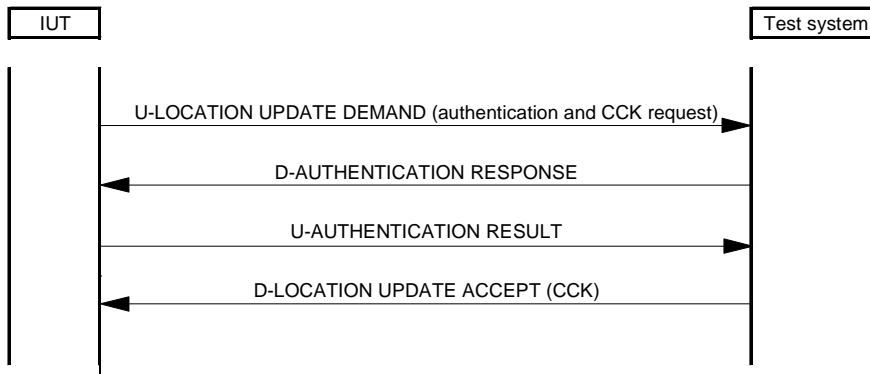 IUT
Test system
U-LOCATION UPDATE DEMAND (authentication and CCK request)
D-AUTHENTICATION RESPONSE
U-AUTHENTICATION RESULT
D-LOCATION UPDATE ACCEPT (CCK)